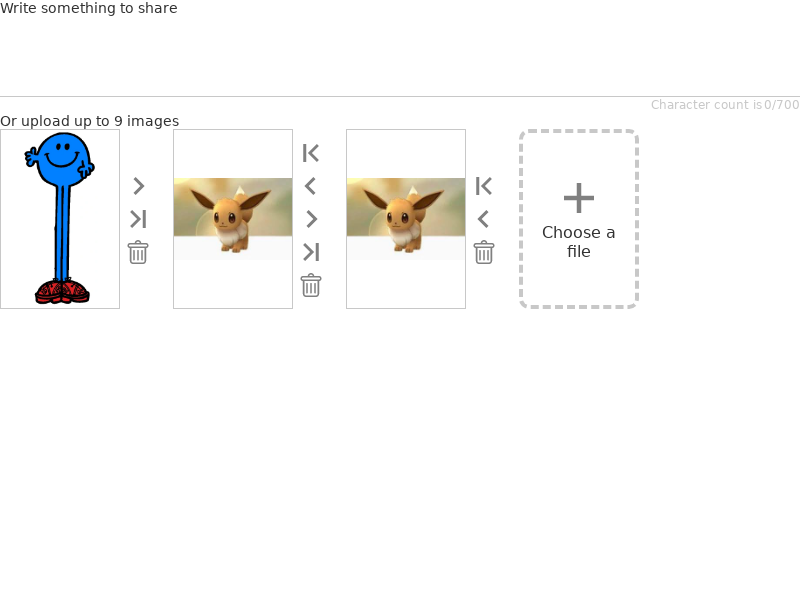 Write something to share
Character count is 0/700
Or upload up to 9 images
Choose a
file